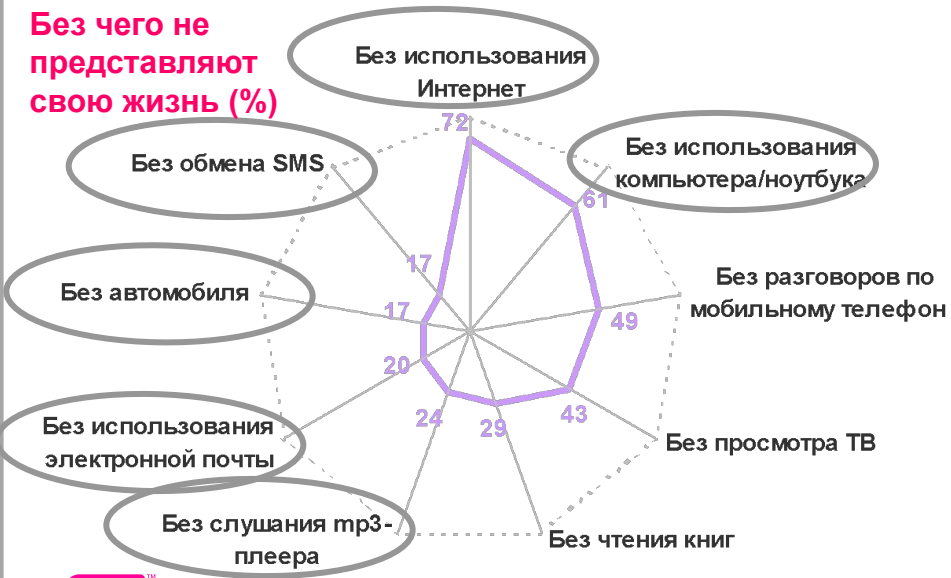 Без чего не
представляют
свою жизнь (%)
Без использования
Интернет
72
Без использования
компьютера/ноутбука
61
Без разговоров по
мобильному телефон
49
Без просмотра ТВ
43
Без чтения книг
29
Без слушания mp3-
плеера
24
Без использования
электронной почты
20
Без автомобиля
17
Без обмена SMS
17
TM